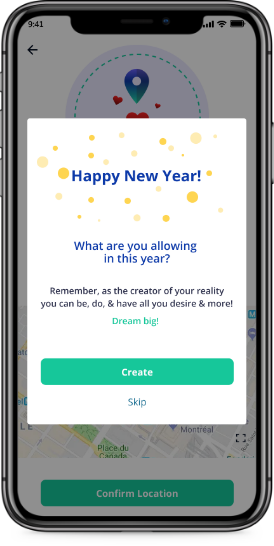 9:41
Happy New Year!
What are you allowing
in this year?
Remember, as the creator of your reality
you can be, do, & have all you desire & more!
Dream big!
Create
Skip
Montréal
Place du
Canada
Confirm Location